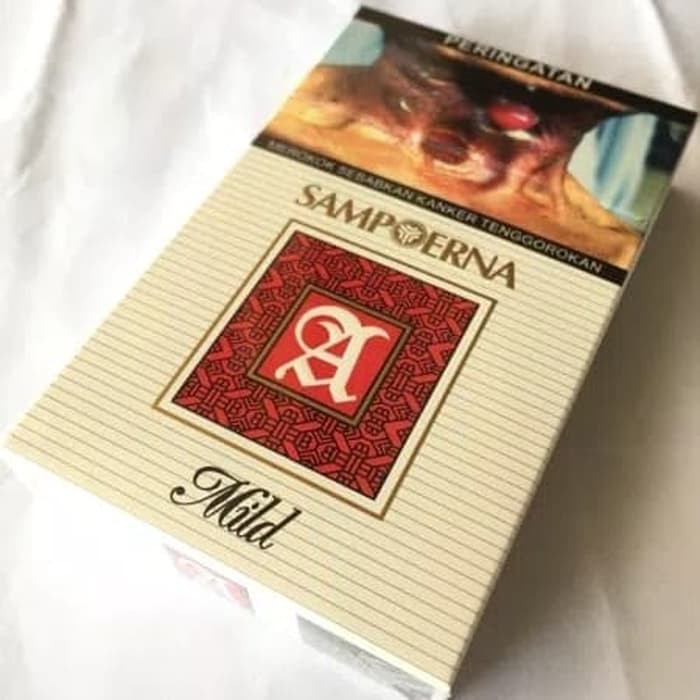 PERINGATAN
MEROKOK SEBABKAN KANKER TENGGOROKAN
SAMPOERNA
A
Mild
A